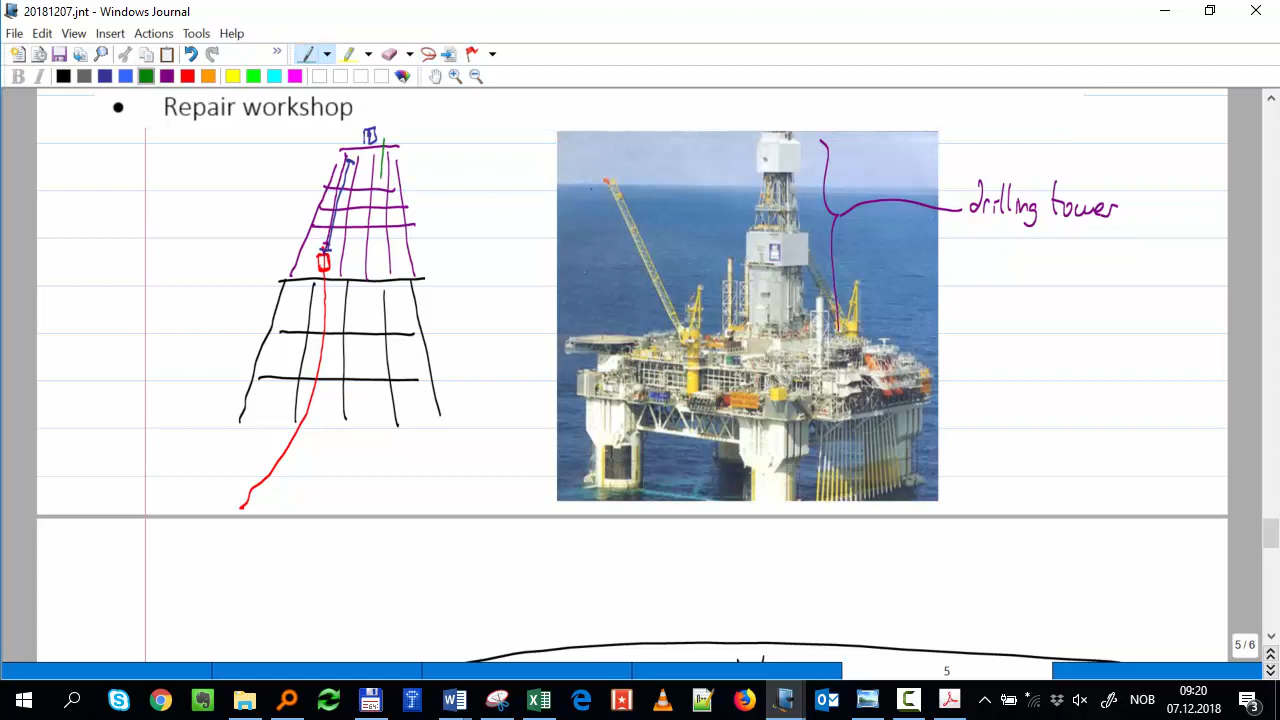 20181207.jnt - Windows Journal
File Edit View Insert Actions Tools Help
B I
• Repair workshop
drilling tower
5 / 6
5
NOB
09:20
07.12.2018
3